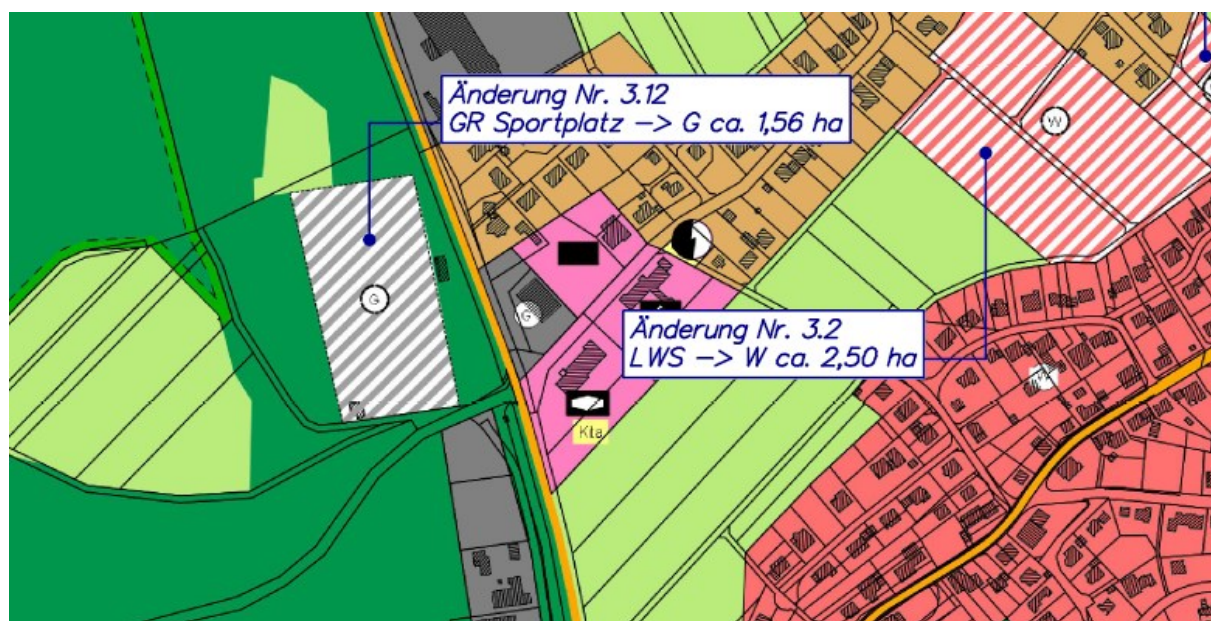 Änderung Nr. 3.12
GR Sportplatz -> G ca. 1,56 ha
W
G
G
Änderung Nr. 3.2
LWS -> W ca. 2,50 ha
Kita